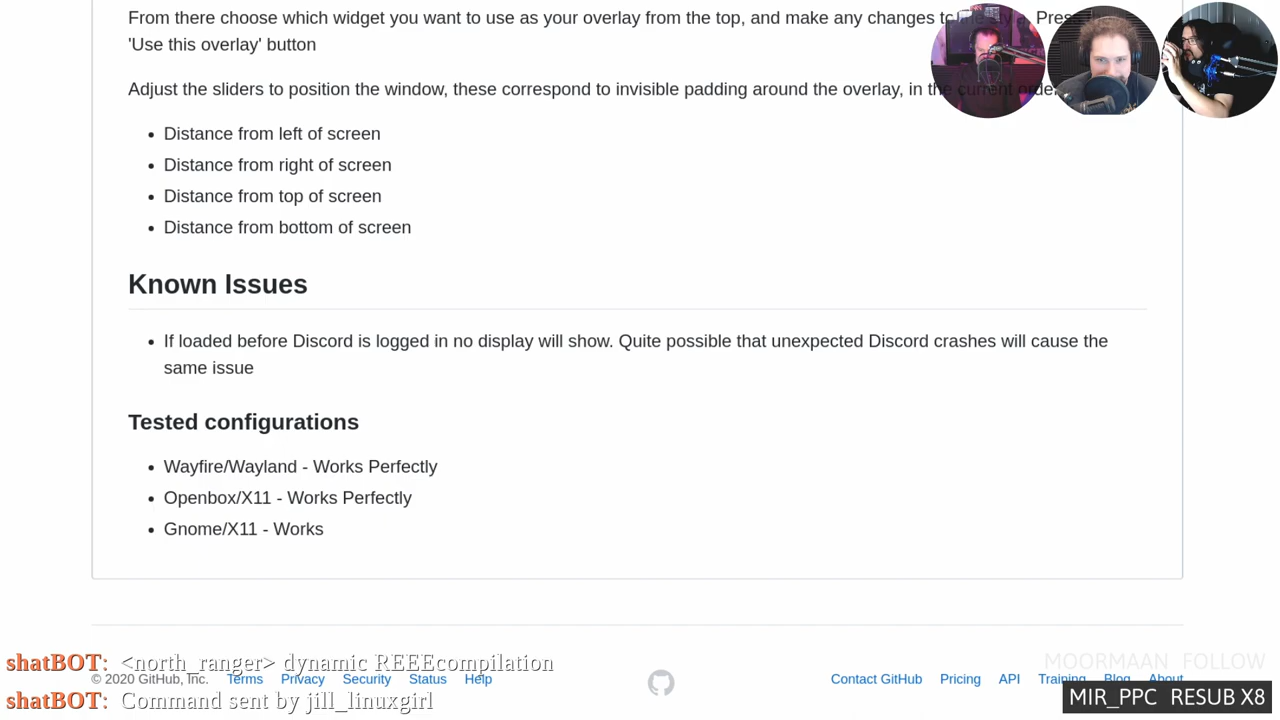 From there choose which widget you want to use as your overlay from the top, and make any changes to
'Use this overlay' button
Adjust the sliders to position the window, these correspond to invisible padding around the overlay, in the current order
• Distance from left of screen
• Distance from right of screen
• Distance from top of screen
• Distance from bottom of screen
Known Issues
• If loaded before Discord is logged in no display will show. Quite possible that unexpected Discord crashes will cause the
same issue
Tested configurations
• Wayfire/Wayland - Works Perfectly
• Openbox/X11 - Works Perfectly
• Gnome/X11 - Works
shatBOT: <north_ranger> dynamic REEEcompilation
MOORMAAN FOLLOW
© 2020 GitHub, Inc. Terms Privacy Security Status Help Contact GitHub Pricing API Training Blog About
shatBOT: Command sent by jill_linuxgirl
MIR_PPC RESUB X8